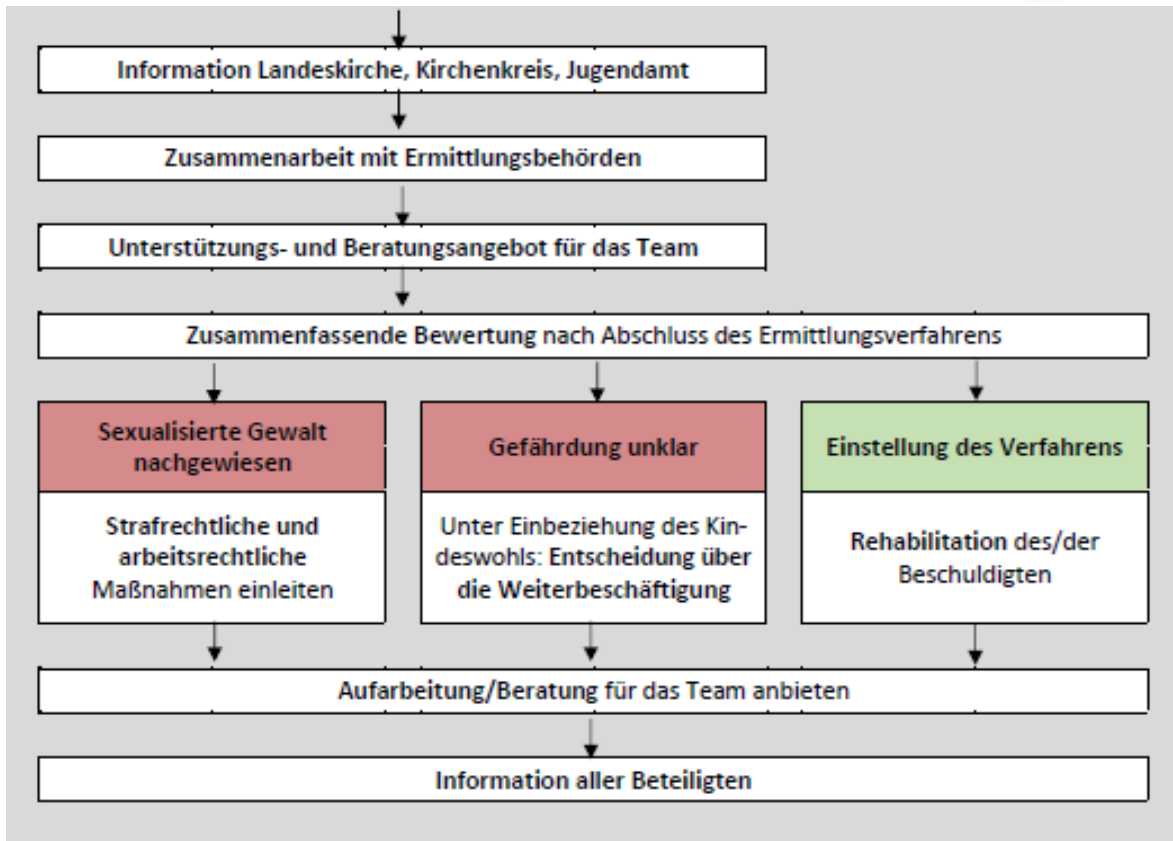 Information Landeskirche, Kirchenkreis, Jugendamt
Zusammenarbeit mit Ermittlungsbehörden
Unterstützungs- und Beratungsangebot für das Team
Zusammenfassende Bewertung nach Abschluss des Ermittlungsverfahrens
Sexualisierte Gewalt
nachgewiesen
Strafrechtliche und
arbeitsrechtliche
Maßnahmen einleiten
Gefährdung unklar
Unter Einbeziehung des Kin-
deswohls: Entscheidung über
die Weiterbeschäftigung
Einstellung des Verfahrens
Rehabilitation des/der
Beschuldigten
Aufarbeitung/Beratung für das Team anbieten
Information aller Beteiligten